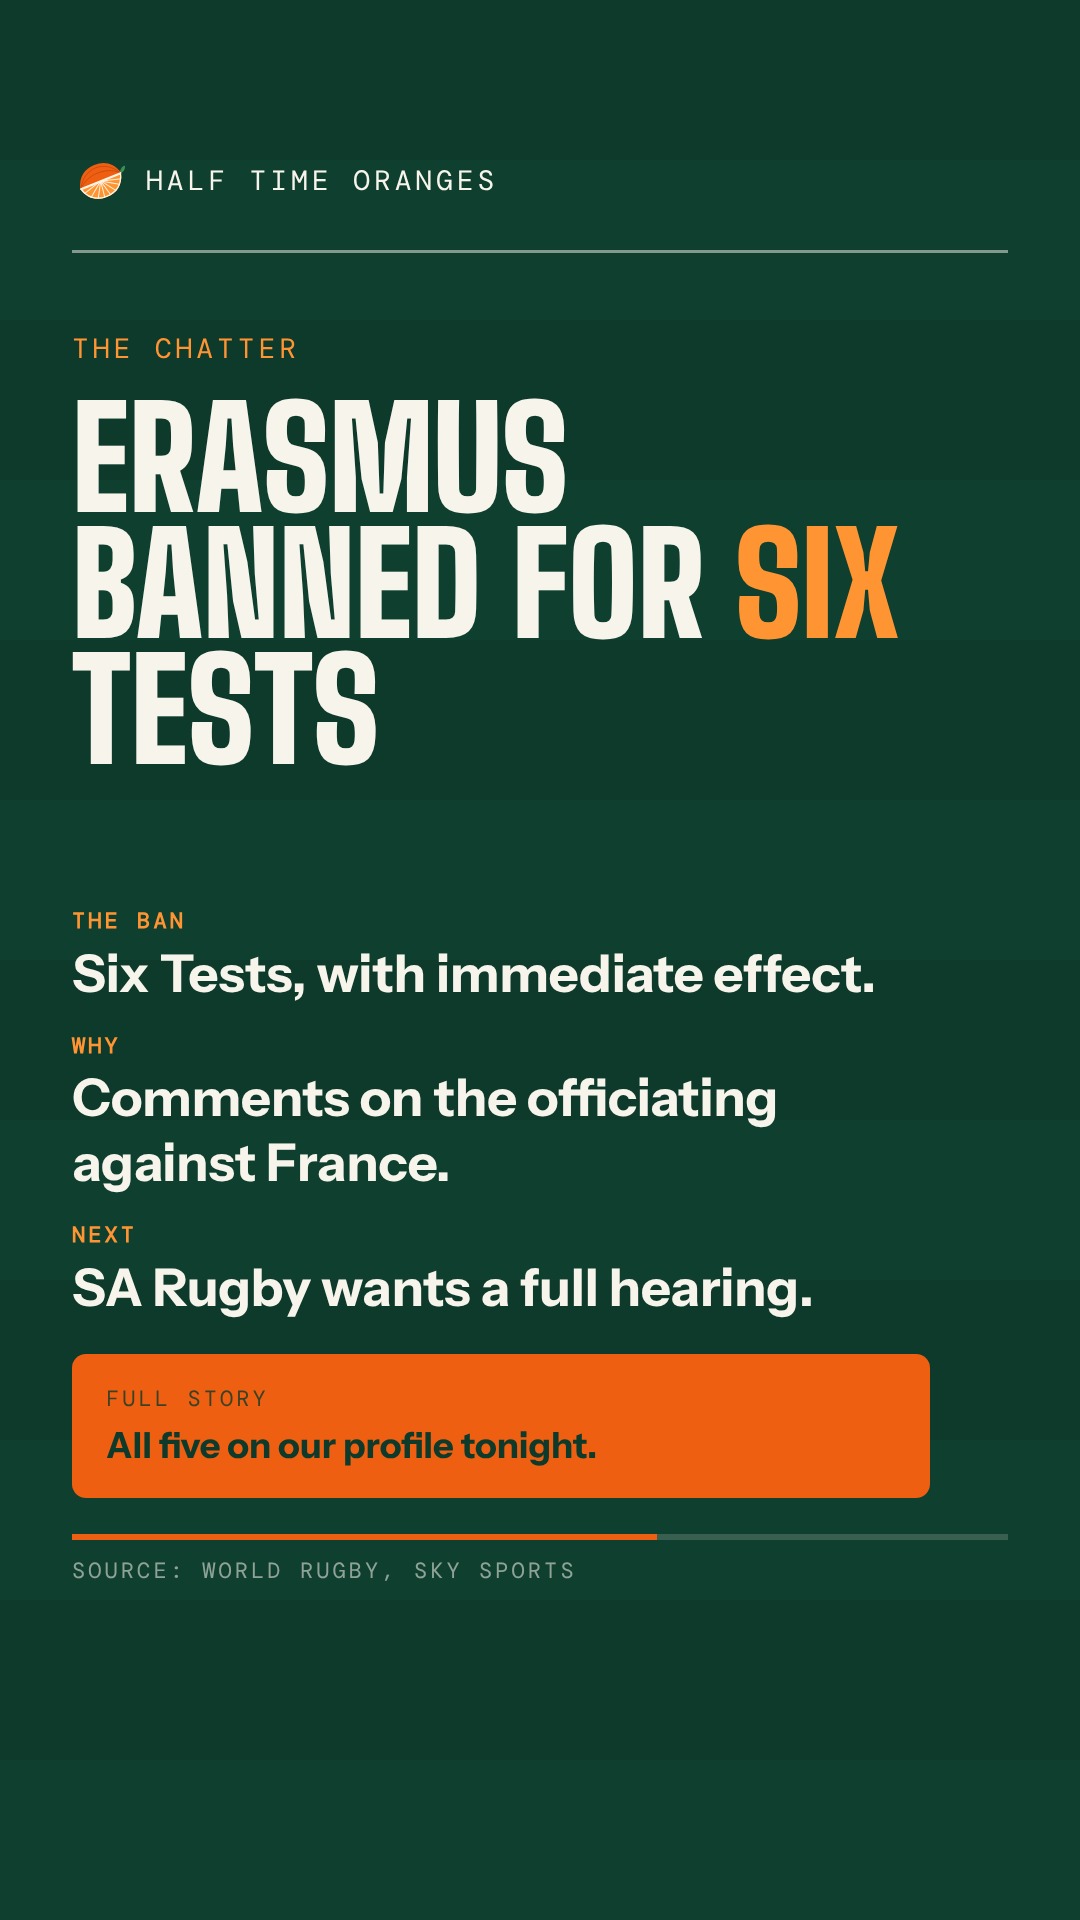 HALF TIME ORANGES
THE CHATTER
ERASMUS
BANNED FOR SIX
TESTS
THE BAN
Six Tests, with immediate effect.
WHY
Comments on the officiating
against France.
NEXT
SA Rugby wants a full hearing.
FULL STORY
All five on our profile tonight.
SOURCE: WORLD RUGBY, SKY SPORTS